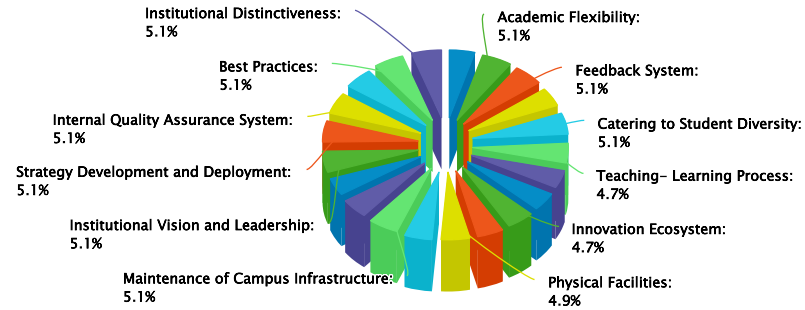 Institutional Distinctiveness:
5.1%
Academic Flexibility:
5.1%
Best Practices:
5.1%
Feedback System:
5.1%
Internal Quality Assurance System:
5.1%
Catering to Student Diversity:
5.1%
Strategy Development and Deployment:
5.1%
Teaching- Learning Process:
4.7%
Institutional Vision and Leadership:
5.1%
Innovation Ecosystem:
4.7%
Maintenance of Campus Infrastructure:
5.1%
Physical Facilities:
4.9%